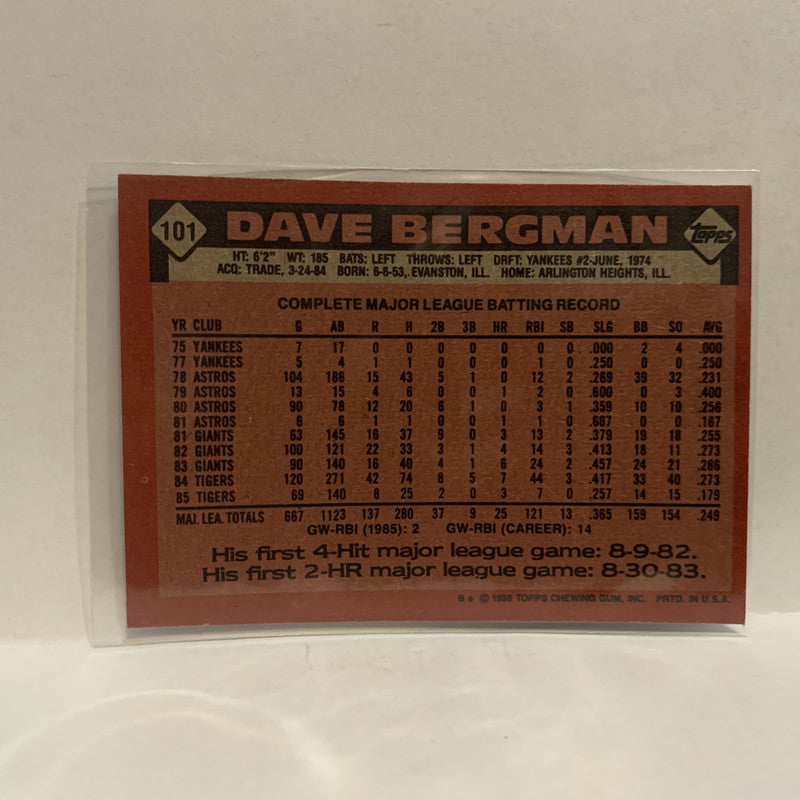 101 DAVE BERGMAN Topps
HT: 6'2" WT: 185 BATS: LEFT THROWS: LEFT DRFT: YANKEES #2-JUNE, 1974
ACQ: TRADE, 3-24-84 BORN: 6-6-53, EVANSTON, ILL. HOME: ARLINGTON HEIGHTS, ILL.
COMPLETE MAJOR LEAGUE BATTING RECORD
YR CLUB G AB R H 2B 3B HR RBI SB SLG BB SO AVG
75 YANKEES 7 17 0 0 0 0 0 0 0 .000 2 4 .000
77 YANKEES 5 4 1 1 0 0 0 1 0 .250 0 0 .250
78 ASTROS 104 186 15 43 5 1 0 12 2 .269 39 32 .231
79 ASTROS 13 15 4 6 0 0 1 2 0 .600 0 3 .400
80 ASTROS 90 78 12 20 6 1 0 3 1 .359 10 10 .256
81 ASTROS 6 6 1 1 0 0 1 1 0 .667 0 0 .167
81 GIANTS 63 145 16 37 9 0 3 13 2 .379 19 18 .255
82 GIANTS 100 121 22 33 3 1 4 14 3 .413 18 11 .273
83 GIANTS 90 140 16 40 4 1 6 24 2 .457 24 21 .286
84 TIGERS 120 271 42 74 8 5 7 44 3 .417 33 40 .273
85 TIGERS 69 140 8 25 2 0 3 7 0 .257 14 15 .179
MAJ. LEA. TOTALS 667 1123 137 280 37 9 25 121 13 .365 159 154 .249
GW-RBI (1985): 2 GW-RBI (CAREER): 14
His first 4-Hit major league game: 8-9-82.
His first 2-HR major league game: 8-30-83.
B * © 1986 TOPPS CHEWING GUM, INC. PRTD. IN U.S.A.